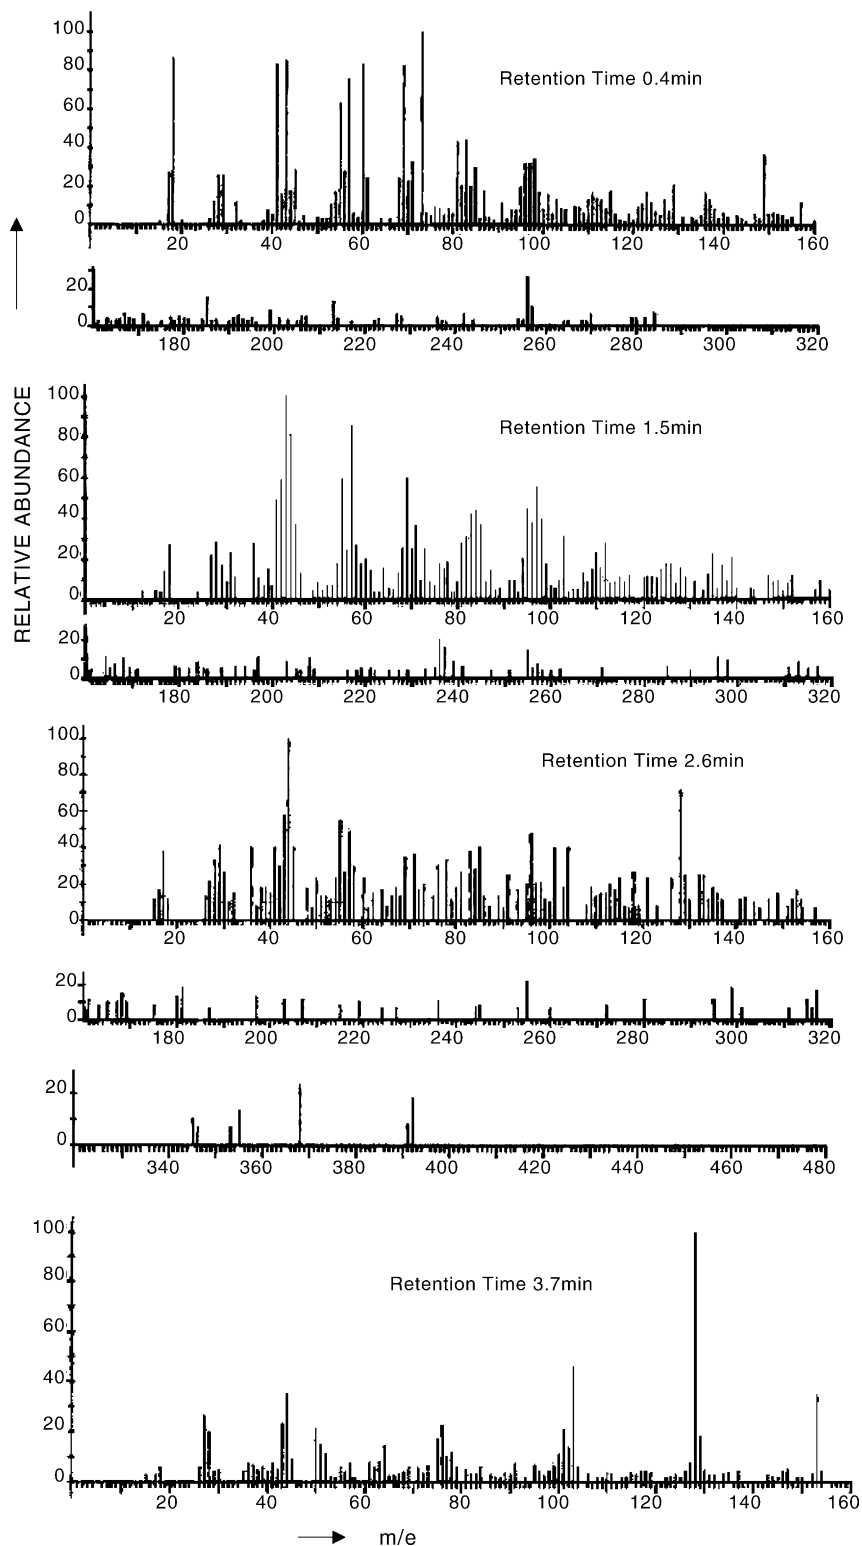 100
80
60
40
20
0
Retention Time 0.4min
20 40 60 80 100 120 140 160
20
0
180 200 220 240 260 280 300 320
RELATIVE ABUNDANCE
100
80
60
40
20
0
Retention Time 1.5min
20 40 60 80 100 120 140 160
20
0
180 200 220 240 260 280 300 320
100
80
60
40
20
0
Retention Time 2.6min
20 40 60 80 100 120 140 160
20
0
180 200 220 240 260 280 300 320
20
0
340 360 380 400 420 440 460 480
100
80
60
40
20
0
Retention Time 3.7min
20 40 60 80 100 120 140 160
m/e